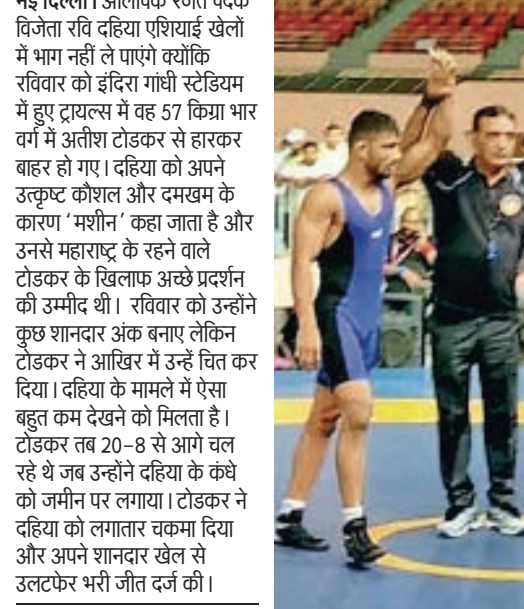 नई दिल्ली। ओलंपिक रजत पदक
विजेता रवि दहिया एशियाई खेलों
में भाग नहीं ले पाएंगे क्योंकि
रविवार को इंदिरा गांधी स्टेडियम
में हुए ट्रायल्स में वह 57 किग्रा भार
वर्ग में अतीश टोडकर से हारकर
बाहर हो गए। दहिया को अपने
उत्कृष्ट कौशल और दमखम के
कारण ‘मशीन’ कहा जाता है और
उनसे महाराष्ट्र के रहने वाले
टोडकर के खिलाफ अच्छे प्रदर्शन
की उम्मीद थी। रविवार को उन्होंने
कुछ शानदार अंक बनाए लेकिन
टोडकर ने आखिर में उन्हें चित कर
दिया। दहिया के मामले में ऐसा
बहुत कम देखने को मिलता है।
टोडकर तब 20-8 से आगे चल
रहे थे जब उन्होंने दहिया के कंधे
को जमीन पर लगाया। टोडकर ने
दहिया को लगातार चकमा दिया
और अपने शानदार खेल से
उलटफेर भरी जीत दर्ज की।